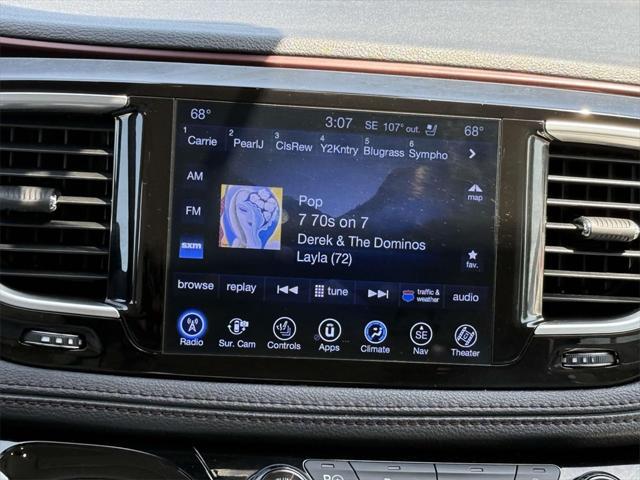 68° 3:07 SE 107° out. 68°
1 Carrie 2 PearlJ 3 ClsRew 4 Y2Kntry 5 Blugrass 6 Sympho
AM
FM
sxm
Pop
7 70s on 7
Derek & The Dominos
Layla (72)
map
fav.
browse replay tune traffic & weather audio
Radio Sur. Cam Controls Apps Climate SE Nav Theater